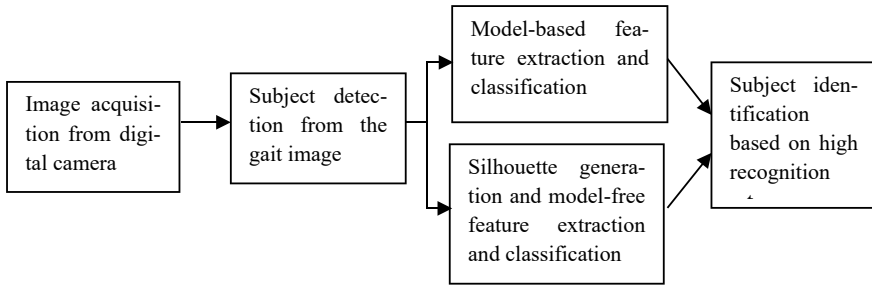 Image acquisi-
tion from digi-
tal camera
Subject detec-
tion from the
gait image
Model-based fea-
ture extraction and
classification
Silhouette genera-
tion and model-free
feature extraction
and classification
Subject iden-
tification
based on high
recognition